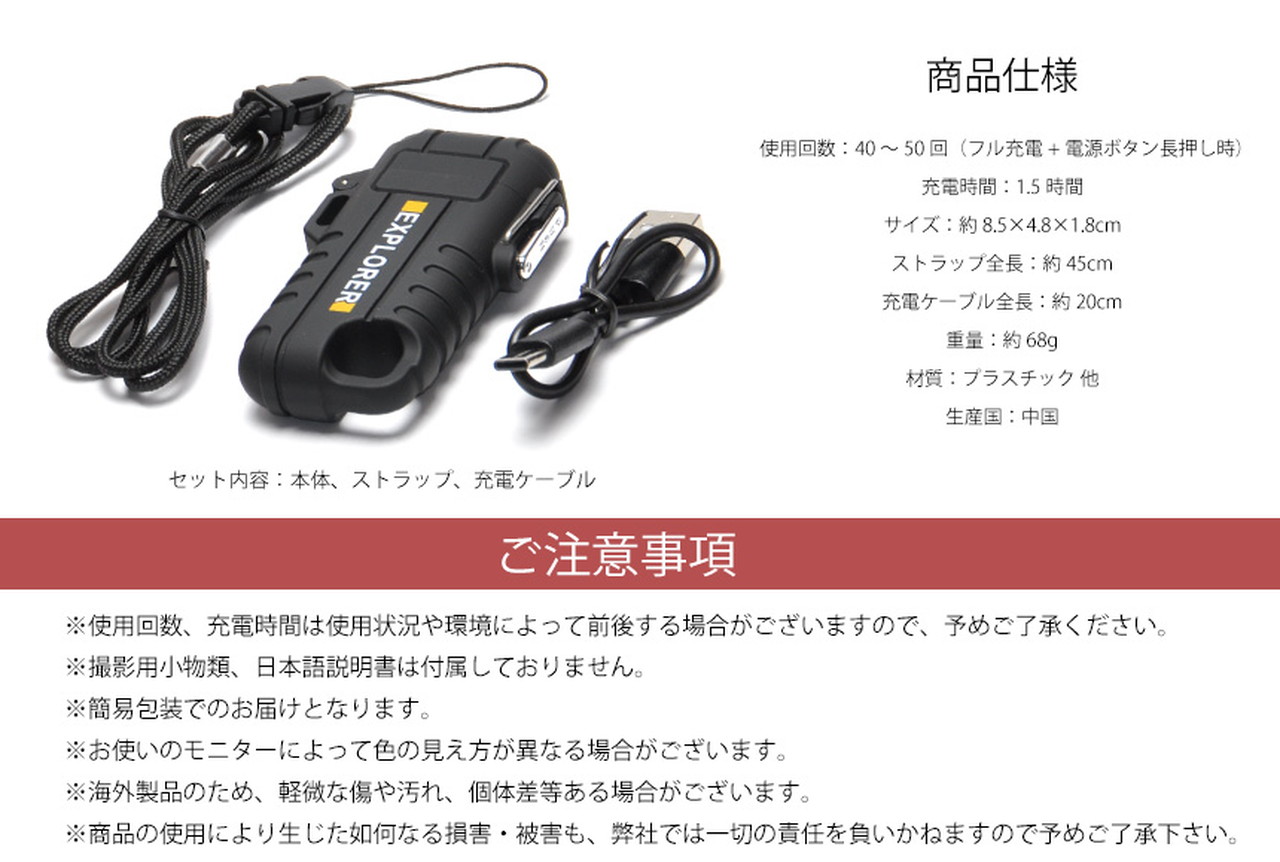 EXPLORER
セット内容：本体、ストラップ、充電ケーブル
商品仕様
使用回数：40 ～ 50 回（フル充電 + 電源ボタン長押し時）
充電時間：1.5 時間
サイズ：約 8.5×4.8×1.8cm
ストラップ全長：約 45cm
充電ケーブル全長：約 20cm
重量：約 68g
材質：プラスチック 他
生産国：中国
ご注意事項
※使用回数、充電時間は使用状況や環境によって前後する場合がございますので、予めご了承ください。
※撮影用小物類、日本語説明書は付属しておりません。
※簡易包装でのお届けとなります。
※お使いのモニターによって色の見え方が異なる場合がございます。
※海外製品のため、軽微な傷や汚れ、個体差等ある場合がございます。
※商品の使用により生じた如何なる損害・被害も、弊社では一切の責任を負いかねますので予めご了承下さい。